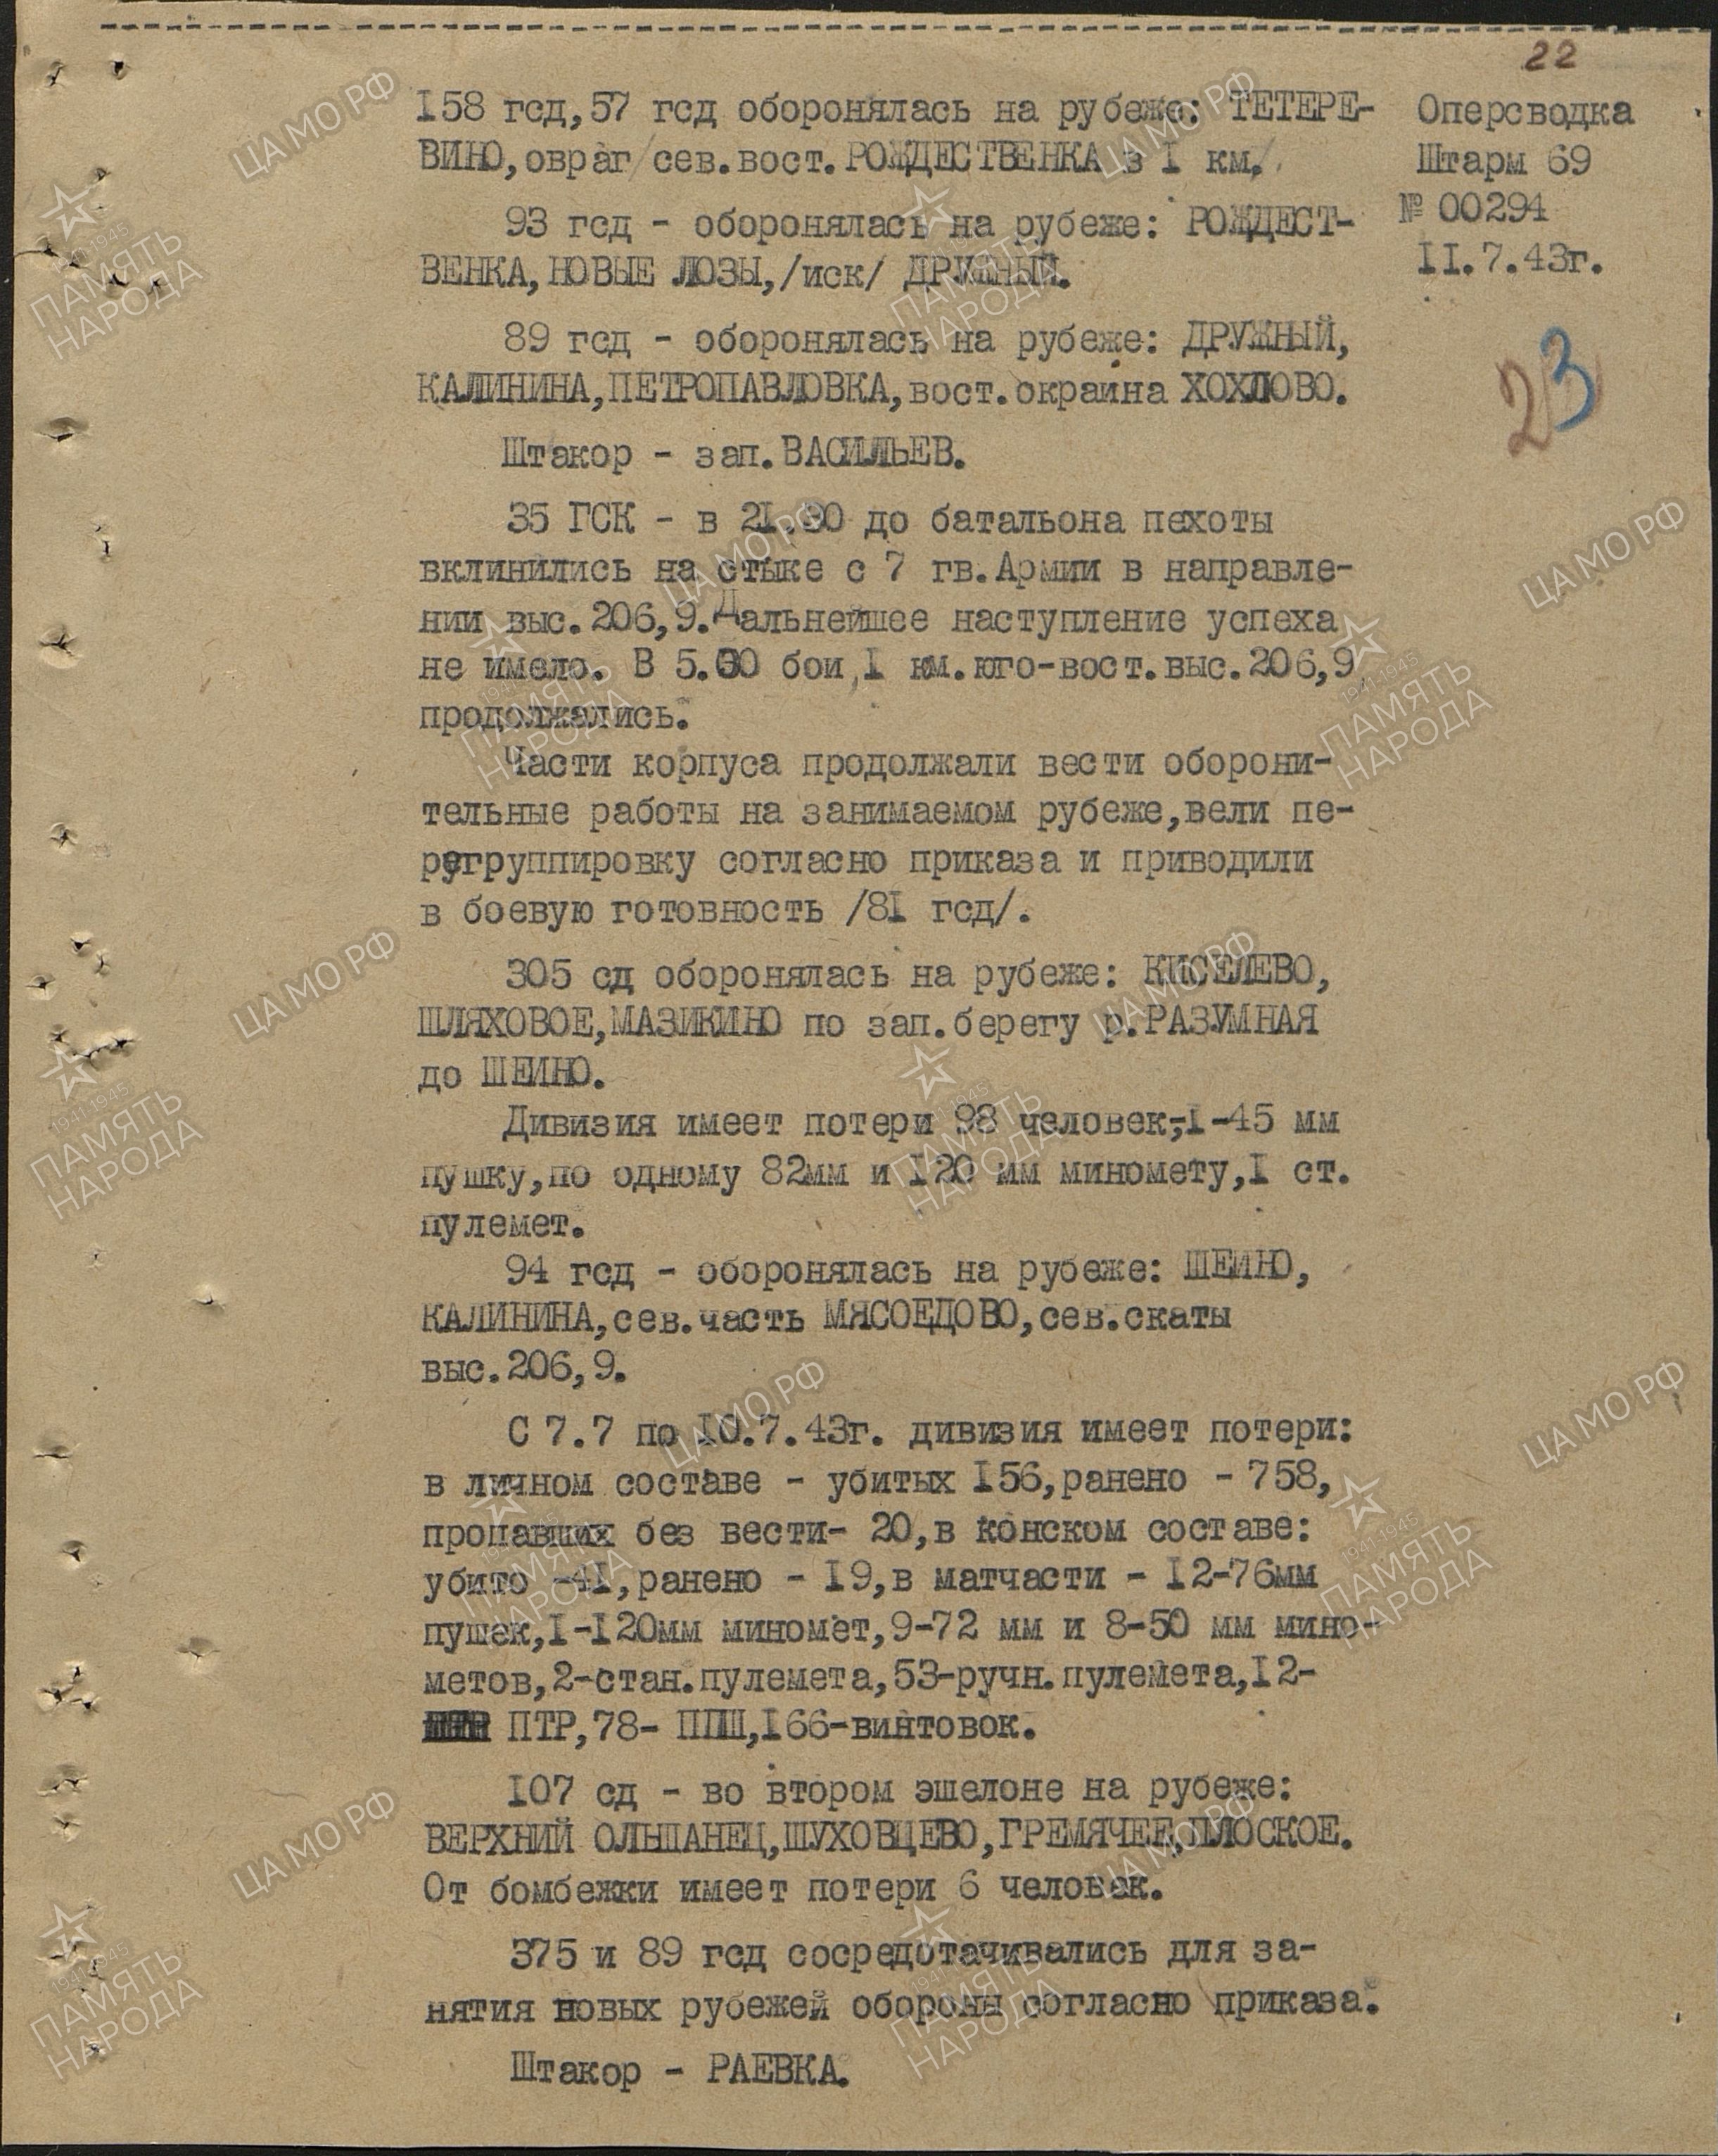 22
158 гсд,57 гсд оборонялась на рубеже: ТЕТЕРЕ-
ВИНО,овраг/сев.вост.РОЖДЕСТВЕНКА в 1 км./
93 гсд - оборонялась на рубеже: РОЖДЕСТ-
ВЕНКА,НОВЫЕ ЛОЗЫ,/иск/ ДРУЖНЫЙ.
89 гсд - оборонялась на рубеже: ДРУЖНЫЙ,
КАЛИНИНА,ПЕТРОПАВЛОВКА,вост.окраина ХОХЛОВО.
Штакор - зап.ВАСИЛЬЕВ.
35 ГСК - в до батальона пехоты
вклинились на стыке с 7 гв.Армии в направле-
нии выс.206,9.Дальнейшее наступление успеха
не имело. В бои,1 км.юго-вост.выс.206,9
продолжались.
Части корпуса продолжали вести оборони-
тельные работы на занимаемом рубеже,вели пе-
регруппировку согласно приказа и приводили
в боевую готовность /81 гсд/.
305 сд оборонялась на рубеже: КИСЕЛЕВО,
ШЛЯХОВОЕ,МАЗИКИНО по зап.берегу р.РАЗУМНАЯ
до ШЕИНО.
Дивизия имеет потери 98 человек,1-45 мм
пушку,по одному 82мм и 120 мм миномету,1 ст.
пулемет.
94 гсд - оборонялась на рубеже: ШЕИНО,
КАЛИНИНА,сев.часть МЯСОЕДОВО,сев.скаты
выс.206,9.
С 7.7 по 10.7.43г. дивизия имеет потери:
в личном составе - убитых 156,ранено - 758,
пропавших без вести- 20,в конском составе:
убито -41,ранено - 19,в матчасти - 12-76мм
пушек,1-120мм миномет,9-72 мм и 8-50 мм мино-
метов,2-стан.пулемета,53-ручн.пулемета,12-
ПТР,78- ППШ,166-винтовок.
107 сд - во втором эшелоне на рубеже:
ВЕРХНИЙ ОЛЬШАНЕЦ,ШУХОВЦЕВО,ГРЕМЯЧЕЕ,ПЛОСКОЕ.
От бомбежки имеет потери 6 человек.
375 и 89 гсд сосредотачивались для за-
нятия новых рубежей обороны согласно приказа.
Штакор - РАЕВКА.
Оперсводка
Штарм 69
№ 00294
11.7.43г.
23
ЦА МО РФ
1941-1945
ПАМЯТЬ
НАРОДА